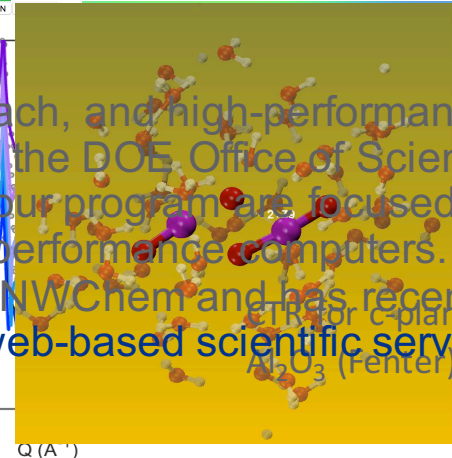 N
ach, and high-performan
the DOE Office of Scien
our program are focused
performance computers.
NWChem and has recen
CTR for c-plan
web-based scientific serv
Al₂O₃ (Fenter)
Q (A⁻¹)